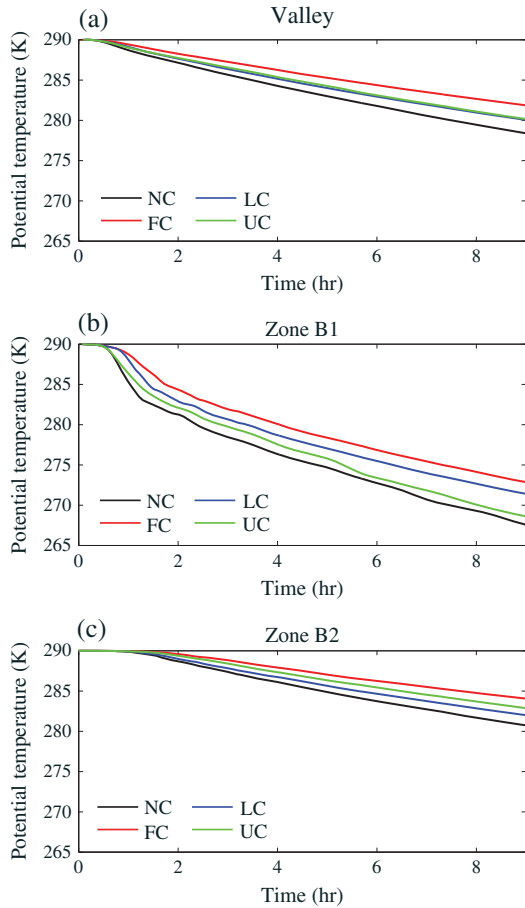 (a) Valley
Potential temperature (K)
290
285
280
275
270
265
NC LC
FC UC
0 2 4 6 8
Time (hr)
(b) Zone B1
Potential temperature (K)
290
285
280
275
270
265
NC LC
FC UC
0 2 4 6 8
Time (hr)
(c) Zone B2
Potential temperature (K)
290
285
280
275
270
265
NC LC
FC UC
0 2 4 6 8
Time (hr)